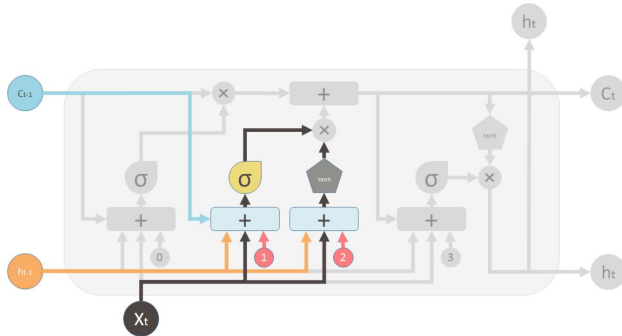 ht
Ct-1
×
+
Ct
×
tanh
σ
σ
tanh
σ
×
+
+
+
+
ht-1
0
1
2
3
ht
Xt